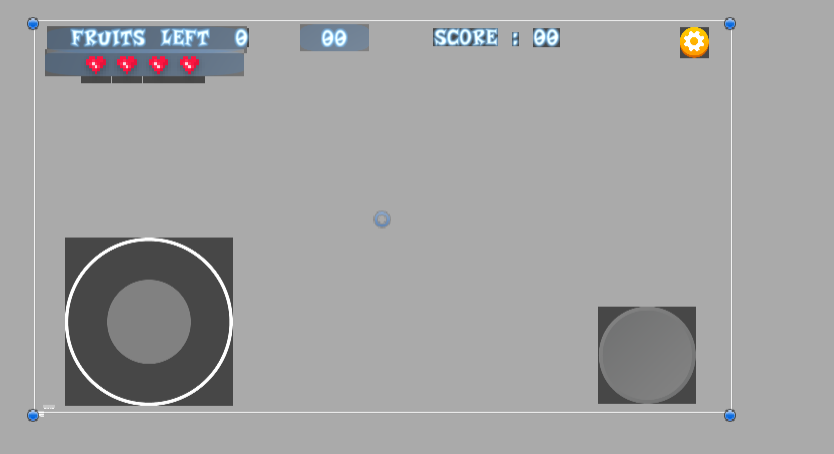 FRUITS LEFT 0
00
SCORE : 00